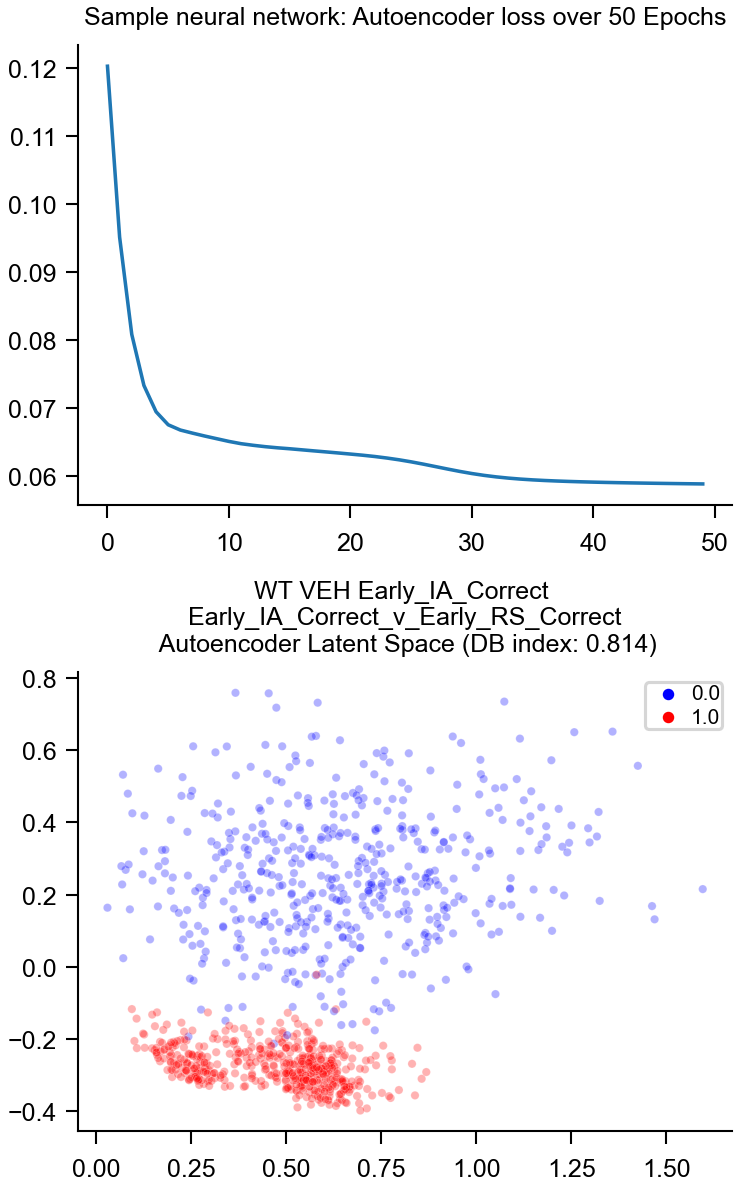 Sample neural network: Autoencoder loss over 50 Epochs
0.12
0.11
0.10
0.09
0.08
0.07
0.06
0 10 20 30 40 50
WT VEH Early_IA_Correct
Early_IA_Correct_v_Early_RS_Correct
Autoencoder Latent Space (DB index: 0.814)
0.8
0.6
0.4
0.2
0.0
−0.2
−0.4
0.0
1.0
0.00 0.25 0.50 0.75 1.00 1.25 1.50